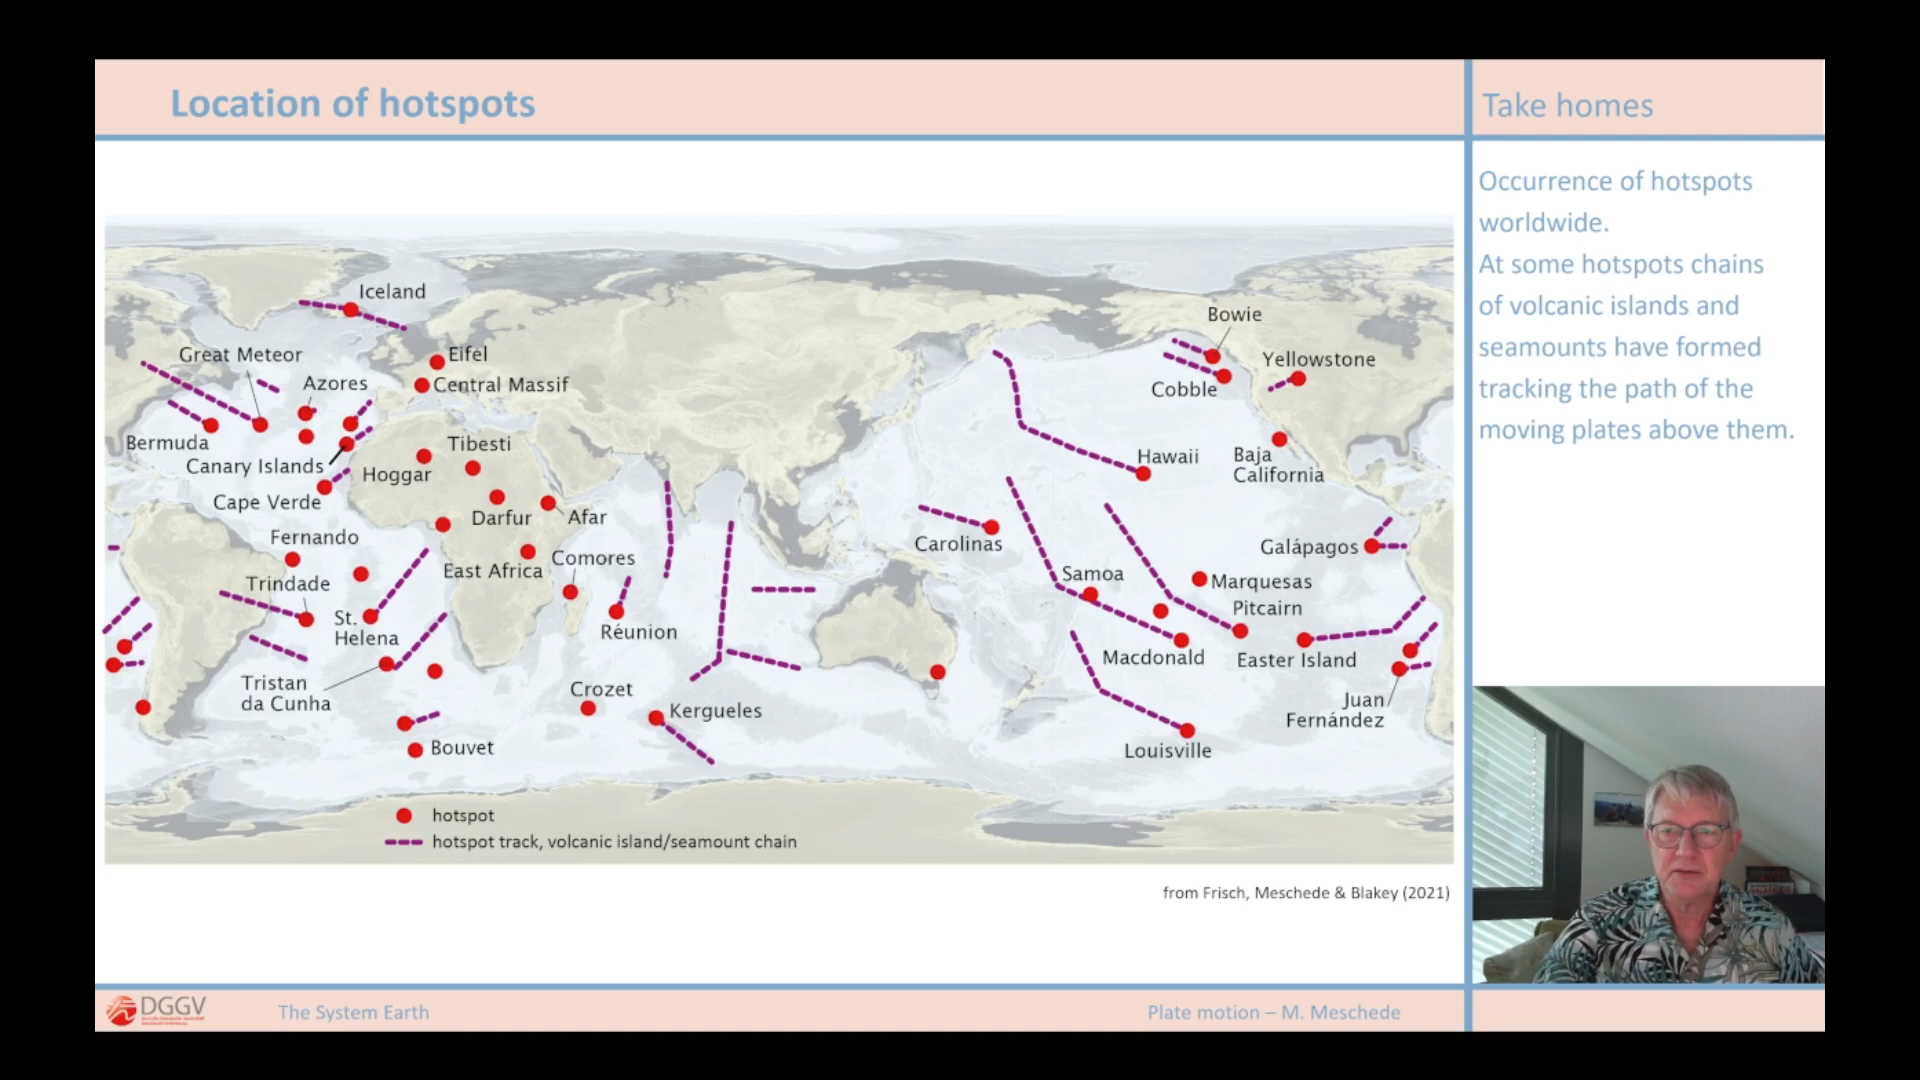 Location of hotspots
Take homes
Occurrence of hotspots
worldwide.
At some hotspots chains
of volcanic islands and
seamounts have formed
tracking the path of the
moving plates above them.
Iceland
Bowie
Great Meteor
Eifel
Yellowstone
Azores
Central Massif
Cobble
Bermuda
Tibesti
Canary Islands
Hoggar
Hawaii
Baja
California
Cape Verde
Darfur
Afar
Fernando
Carolinas
Galápagos
East Africa
Comores
Trindade
Samoa
Marquesas
St.
Helena
Réunion
Pitcairn
Macdonald
Easter Island
Tristan
da Cunha
Crozet
Kergueles
Juan
Fernández
Bouvet
Louisville
hotspot
hotspot track, volcanic island/seamount chain
from Frisch, Meschede & Blakey (2021)
DGGV
The System Earth
Plate motion – M. Meschede